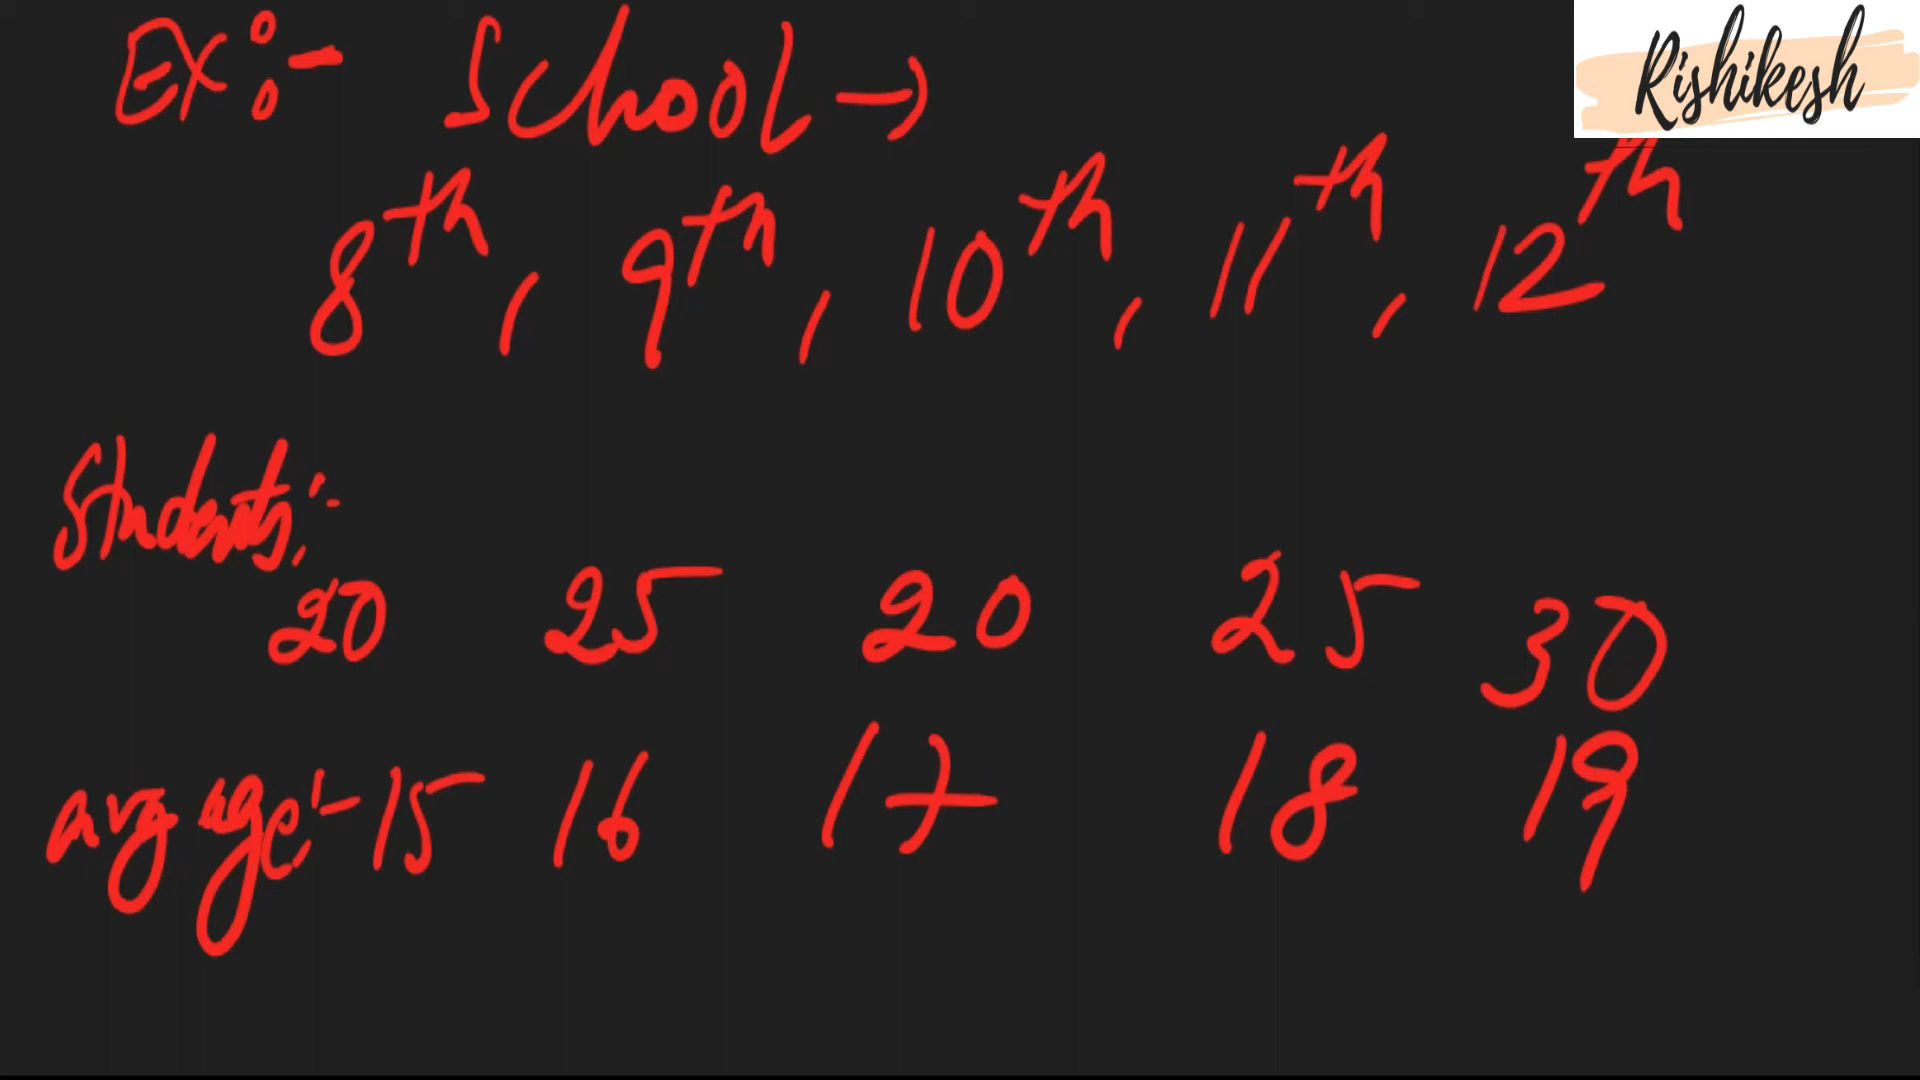 Ex:- School →
Rishikesh
8th, 9th, 10th, 11th, 12th
Students:-
20 25 20 25 30
avg age:- 15 16 17 18 19